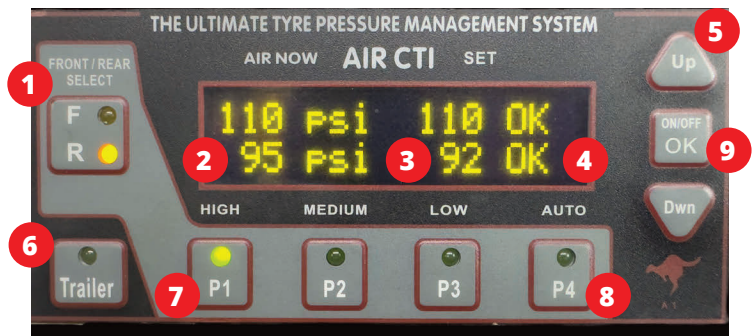 THE ULTIMATE TYRE PRESSURE MANAGEMENT SYSTEM
5
FRONT / REAR
SELECT
AIR NOW AIR CTI SET
Up
1
F
110 psi 110 OK
ON/OFF
OK
R
2 95 psi 3 92 OK 4
9
HIGH MEDIUM LOW AUTO
Dwn
6
Trailer
7 P1 P2 P3 P4 8